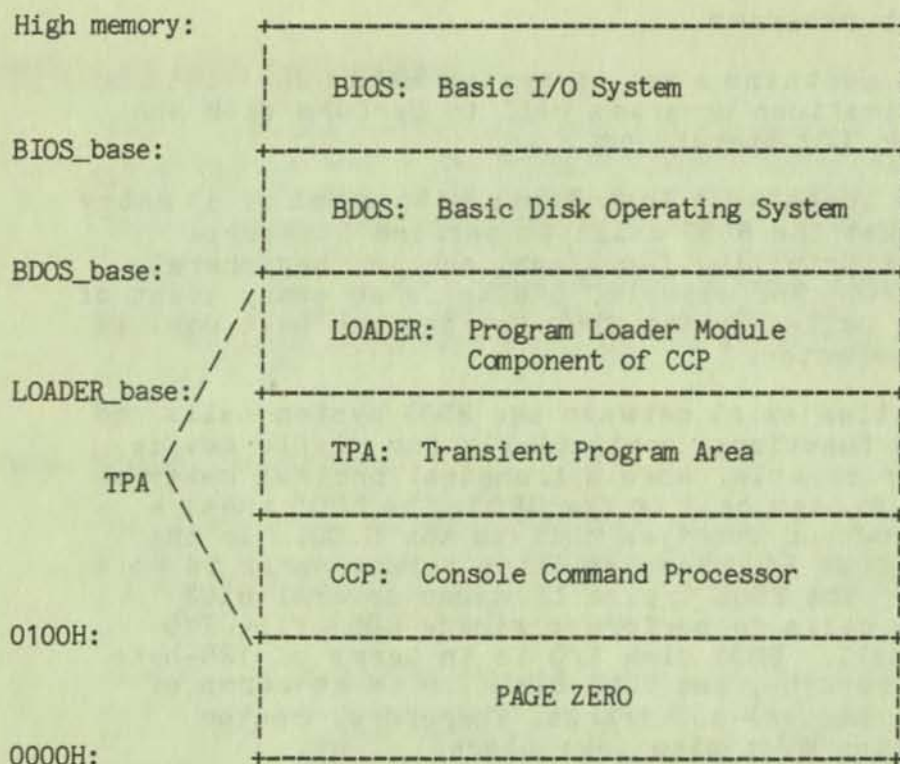 High memory:
BIOS: Basic I/O System
BIOS_base:
BDOS: Basic Disk Operating System
BDOS_base:
LOADER: Program Loader Module
Component of CCP
LOADER_base:
TPA: Transient Program Area
TPA
CCP: Console Command Processor
0100H:
PAGE ZERO
0000H: